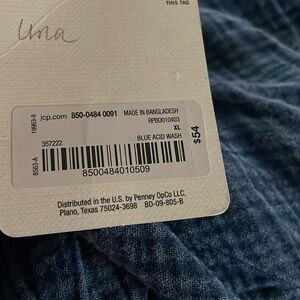 THIS TAG
Una
19963-8
jcp.com 850-0484 0091
MADE IN BANGLADESH
RPBD010403
XL
357222
BLUE ACID WASH
$54
8563-A
8500484010509
Distributed in the U.S. by Penney OpCo LLC,
Plano, Texas 75024-3698 BD-09-805-B